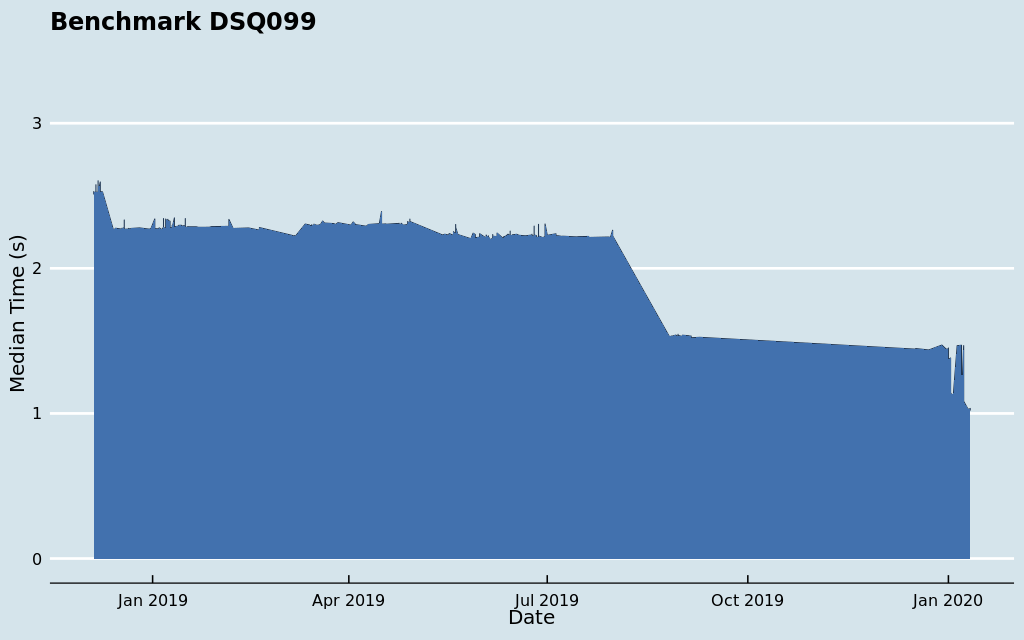 Benchmark DSQ099
3
2
1
0
Median Time (s)
Jan 2019
Apr 2019
Jul 2019
Oct 2019
Jan 2020
Date